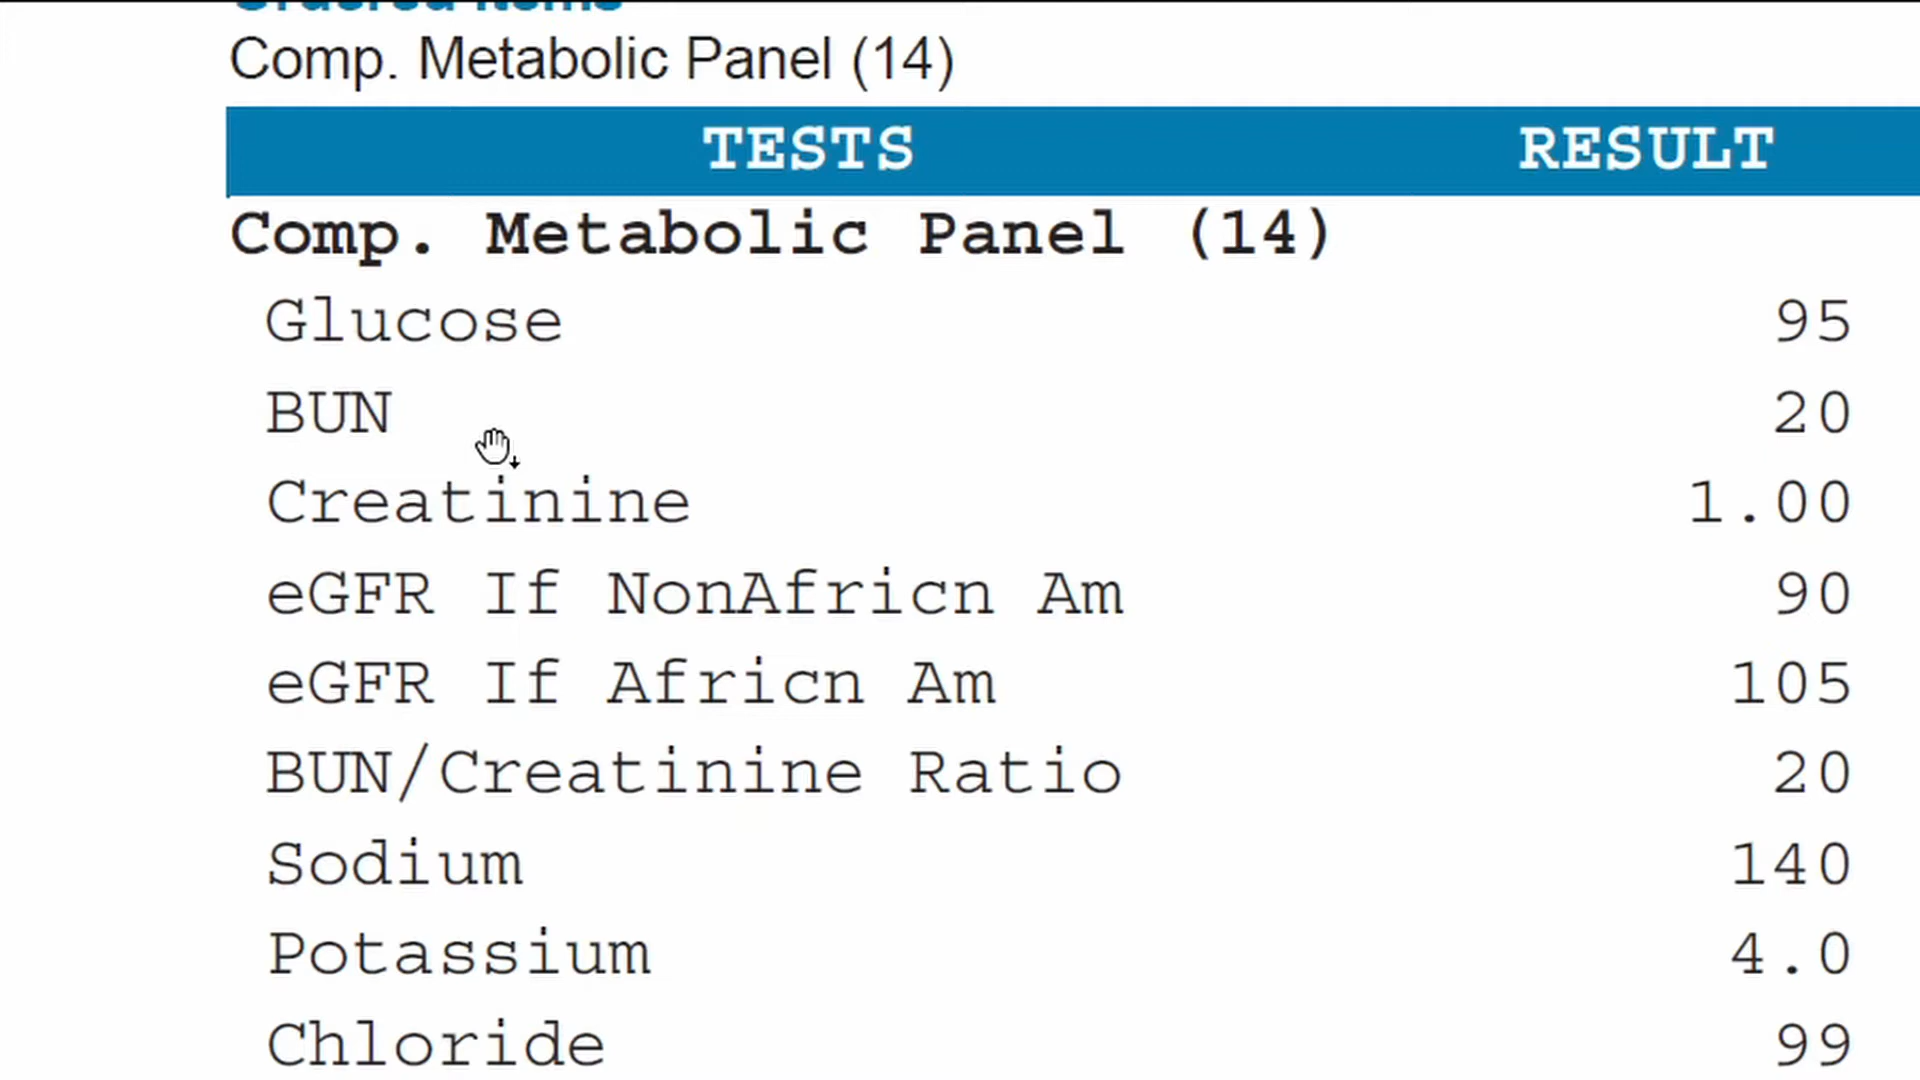 Ordered Items
Comp. Metabolic Panel (14)
TESTS RESULT
Comp. Metabolic Panel (14)
Glucose 95
BUN 20
Creatinine 1.00
eGFR If NonAfricn Am 90
eGFR If Africn Am 105
BUN/Creatinine Ratio 20
Sodium 140
Potassium 4.0
Chloride 99